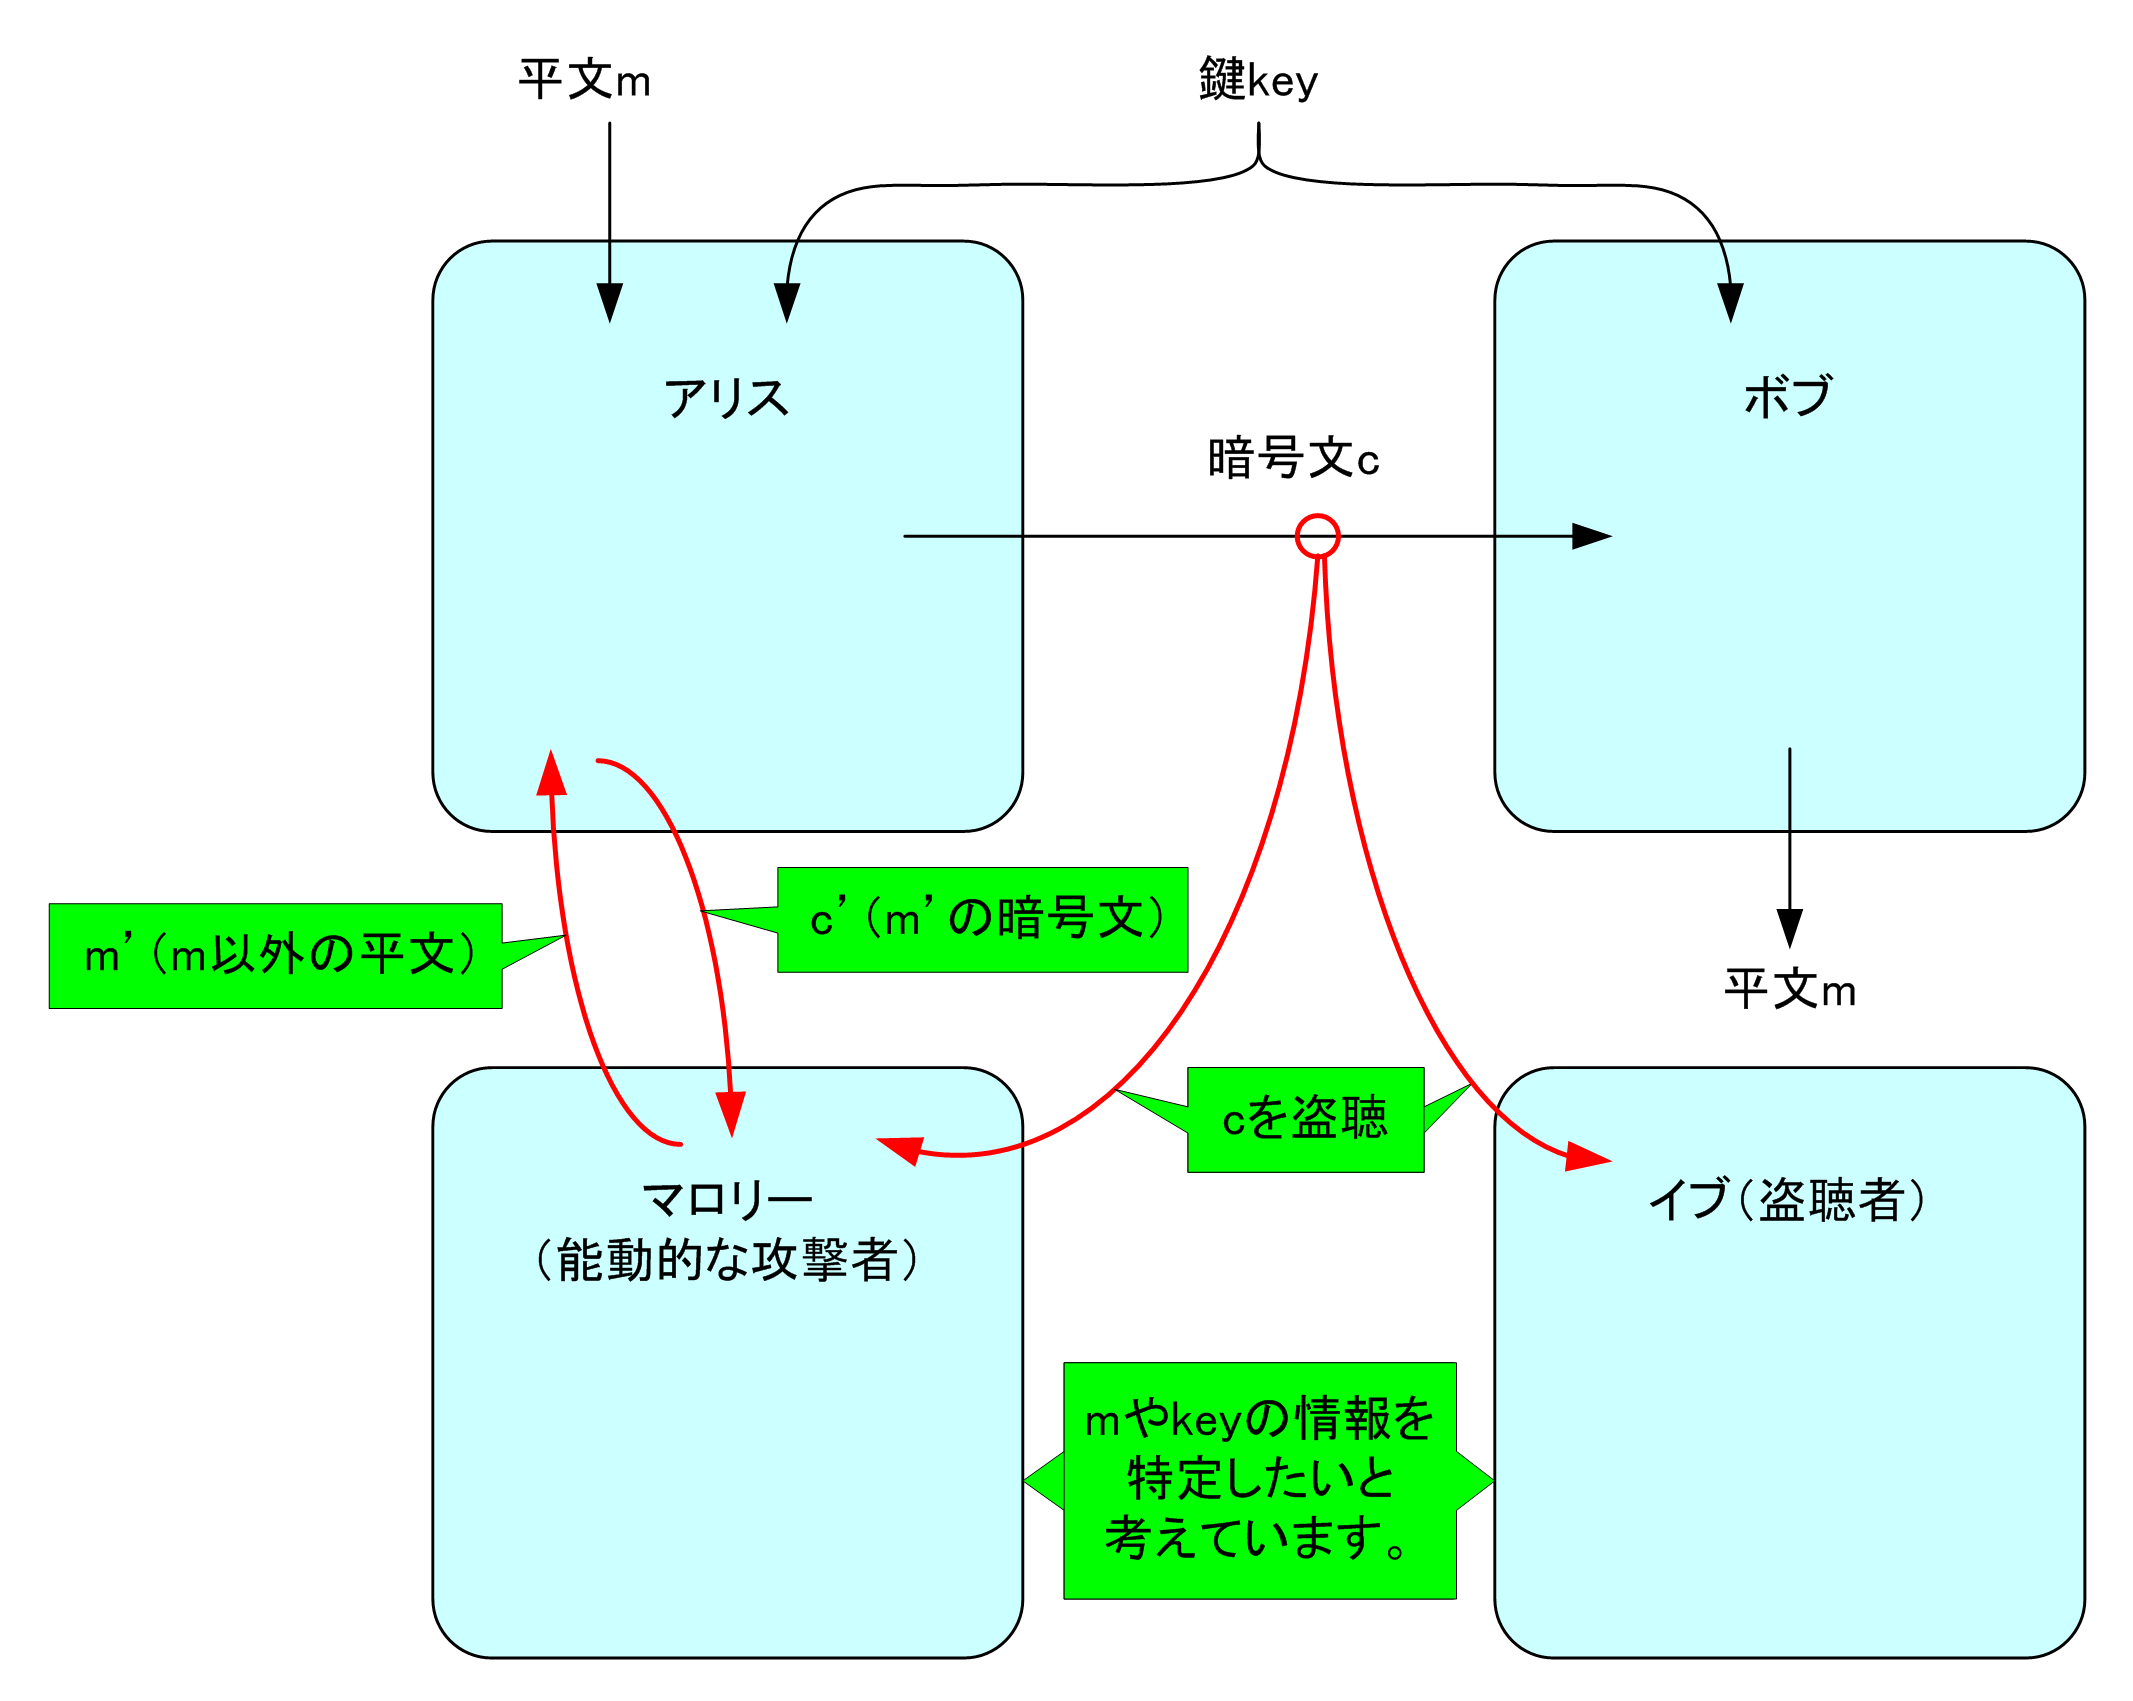 平文m
鍵key
アリス
ボブ
暗号文c
c’（m’の暗号文）
m’（m以外の平文）
平文m
cを盗聴
マロリー
（能動的な攻撃者）
イブ（盗聴者）
mやkeyの情報を
特定したいと
考えています。